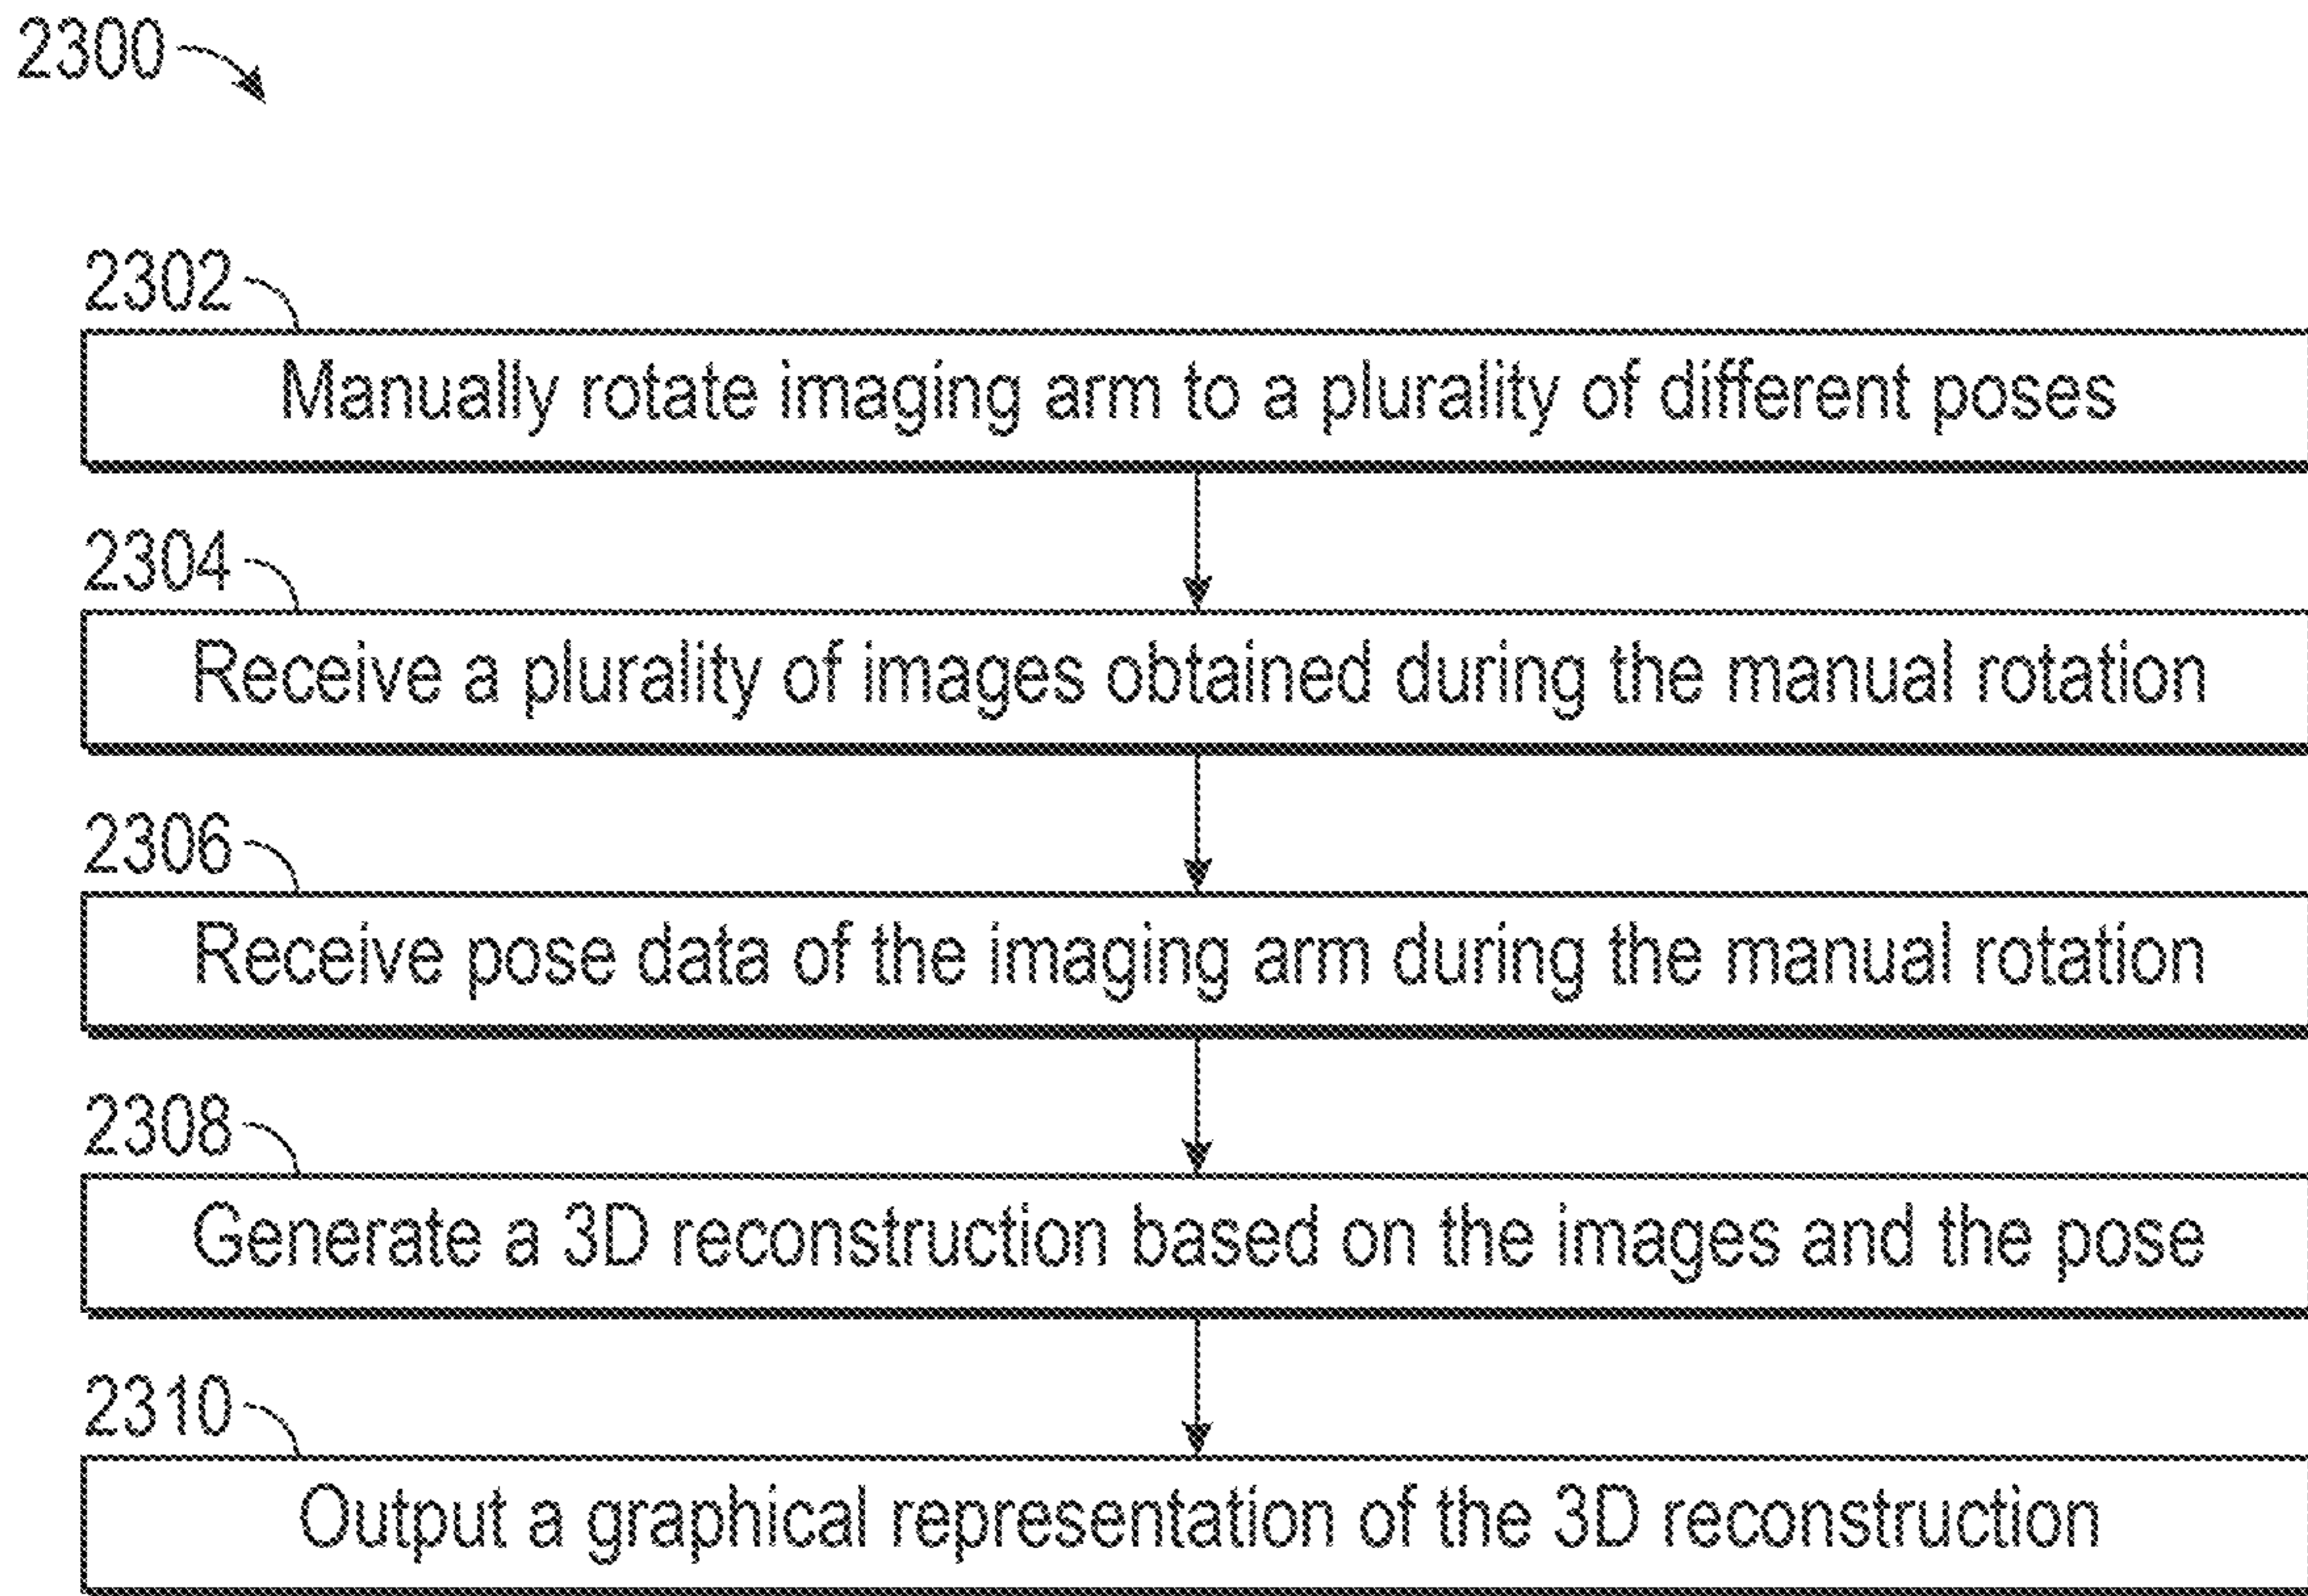 2300
2302
Manually rotate imaging arm to a plurality of different poses
2304
Receive a plurality of images obtained during the manual rotation
2306
Receive pose data of the imaging arm during the manual rotation
2308
Generate a 3D reconstruction based on the images and the pose
2310
Output a graphical representation of the 3D reconstruction